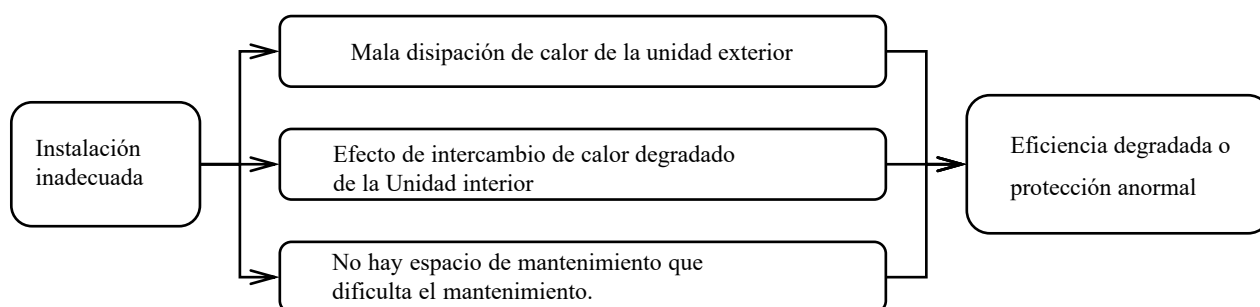 Instalación
inadecuada
Mala disipación de calor de la unidad exterior
Efecto de intercambio de calor degradado
de la Unidad interior
No hay espacio de mantenimiento que
dificulta el mantenimiento.
Eficiencia degradada o
protección anormal